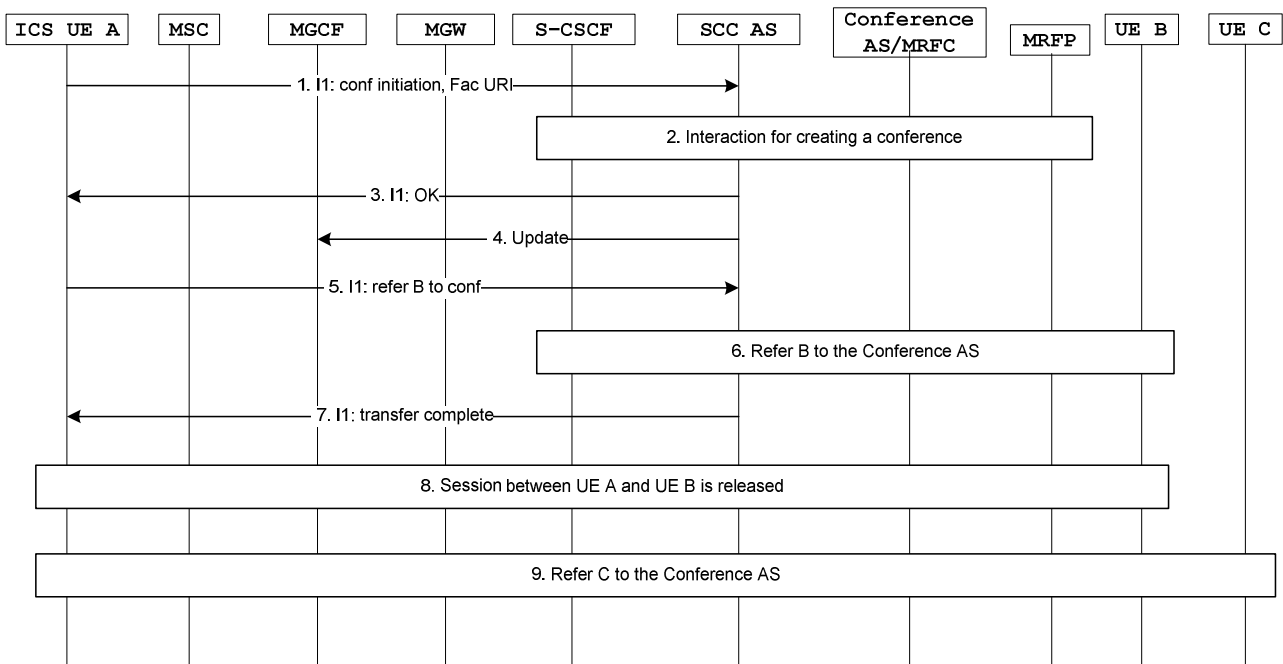 ICS UE A
MSC
MGCF
MGW
S-CSCF
SCC AS
Conference
AS/MRFC
MRFP
UE B
UE C
1. I1: conf initiation, Fac URI
2. Interaction for creating a conference
3. I1: OK
4. Update
5. I1: refer B to conf
6. Refer B to the Conference AS
7. I1: transfer complete
8. Session between UE A and UE B is released
9. Refer C to the Conference AS